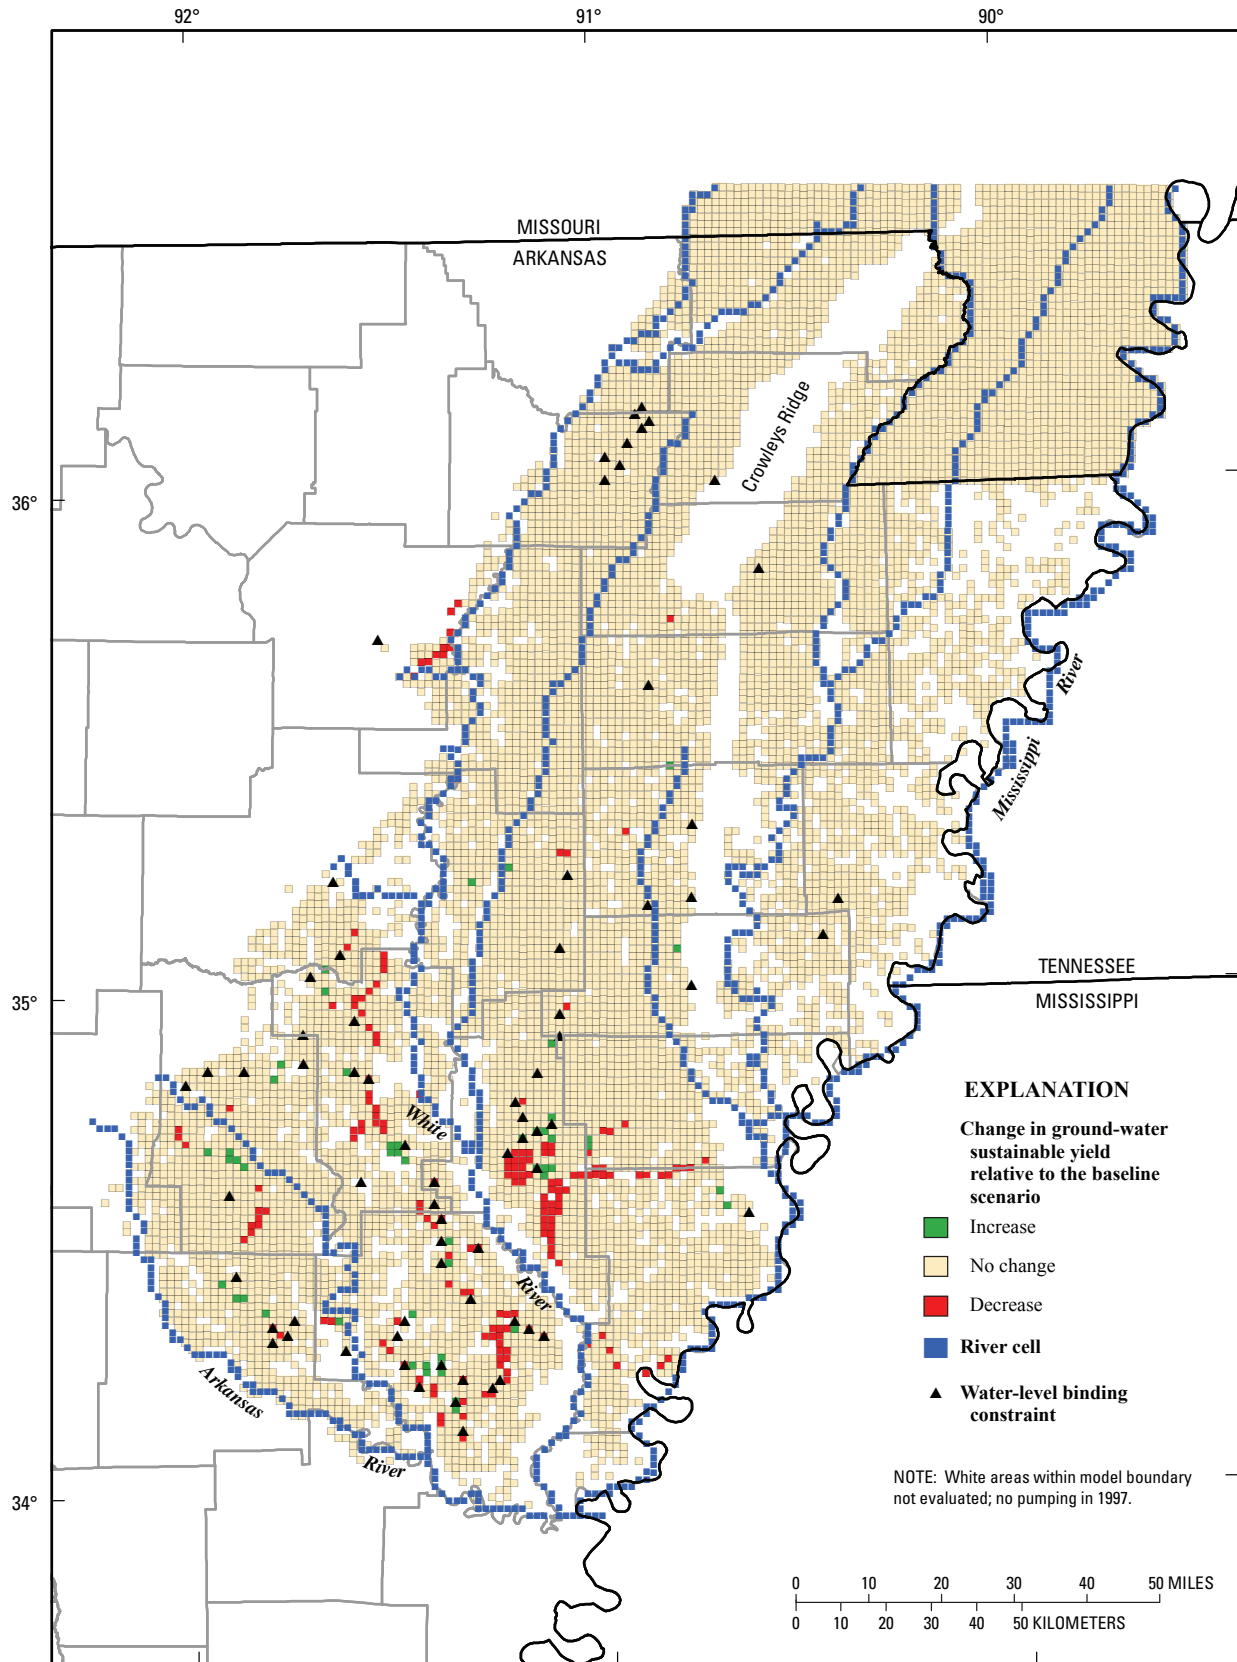 92°
91°
90°
MISSOURI
ARKANSAS
Crowleys Ridge
36°
River
Mississippi
TENNESSEE
MISSISSIPPI
35°
White
River
Arkansas
River
34°
EXPLANATION
Change in ground-water
sustainable yield
relative to the baseline
scenario
Increase
No change
Decrease
River cell
Water-level binding
constraint
NOTE: White areas within model boundary
not evaluated; no pumping in 1997.
0 10 20 30 40 50 MILES
0 10 20 30 40 50 KILOMETERS